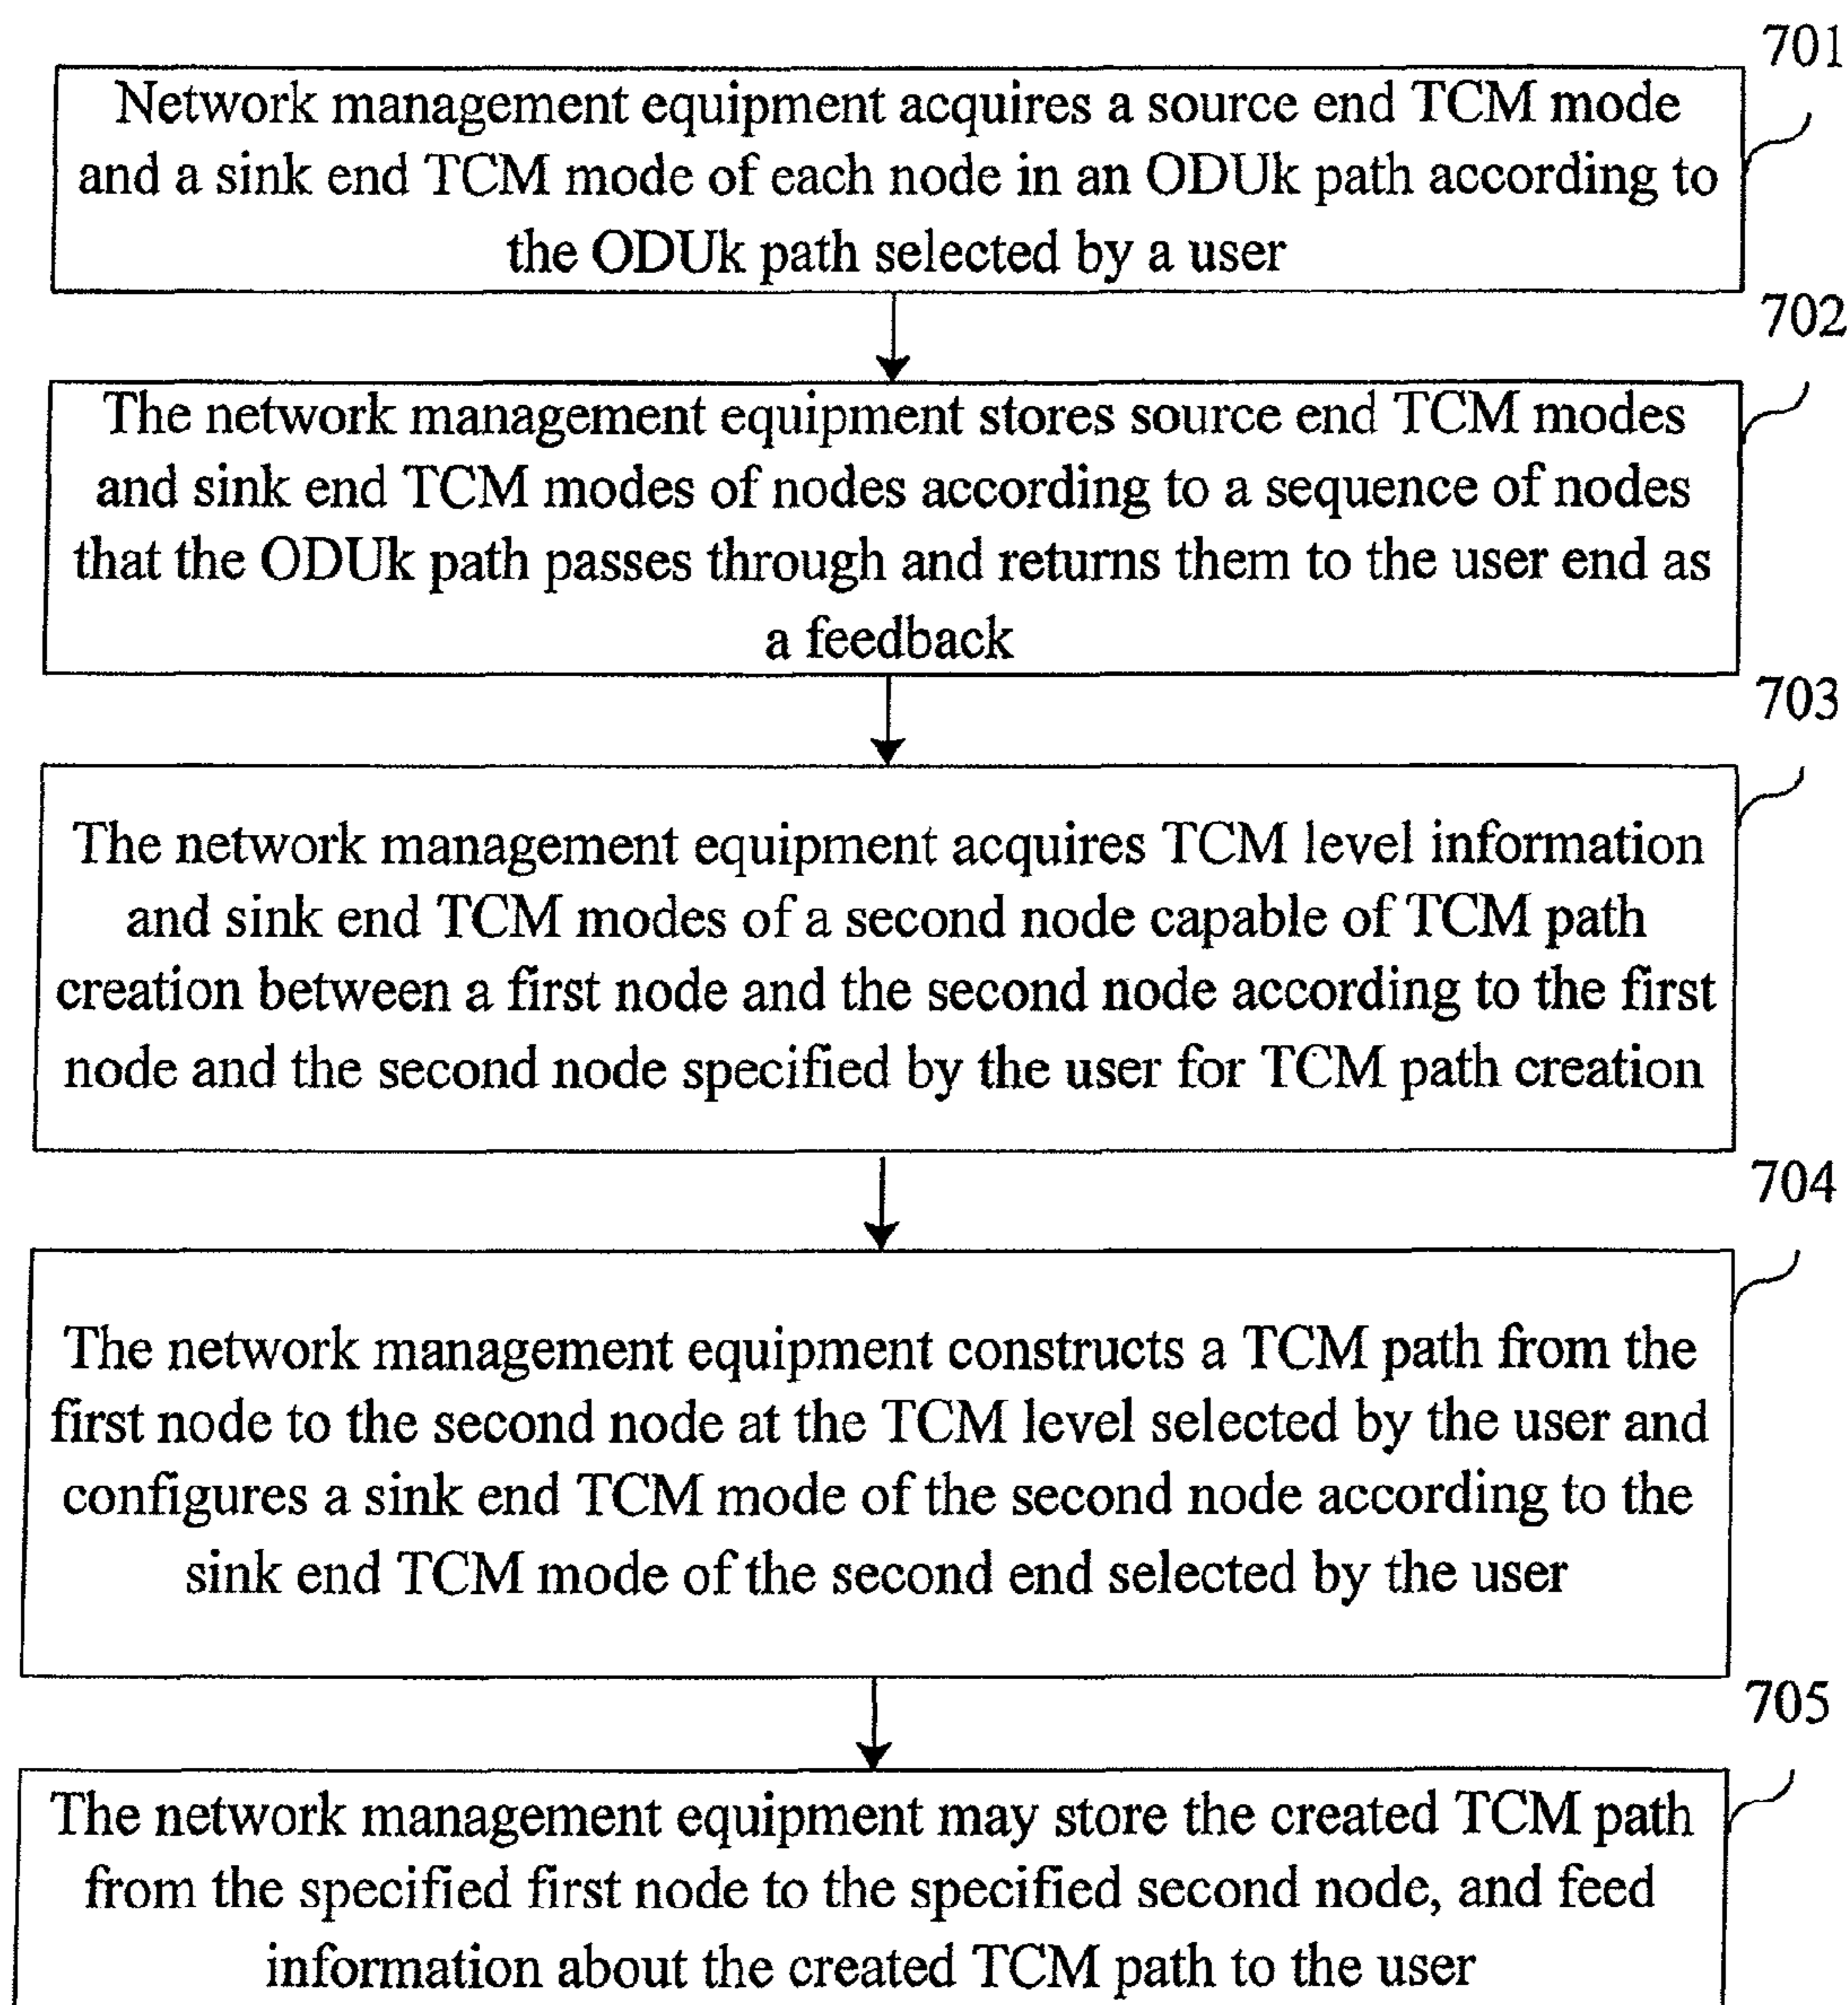 701
Network management equipment acquires a source end TCM mode
and a sink end TCM mode of each node in an ODUk path according to
the ODUk path selected by a user
702
The network management equipment stores source end TCM modes
and sink end TCM modes of nodes according to a sequence of nodes
that the ODUk path passes through and returns them to the user end as
a feedback
703
The network management equipment acquires TCM level information
and sink end TCM modes of a second node capable of TCM path
creation between a first node and the second node according to the first
node and the second node specified by the user for TCM path creation
704
The network management equipment constructs a TCM path from the
first node to the second node at the TCM level selected by the user and
configures a sink end TCM mode of the second node according to the
sink end TCM mode of the second end selected by the user
705
The network management equipment may store the created TCM path
from the specified first node to the specified second node, and feed
information about the created TCM path to the user